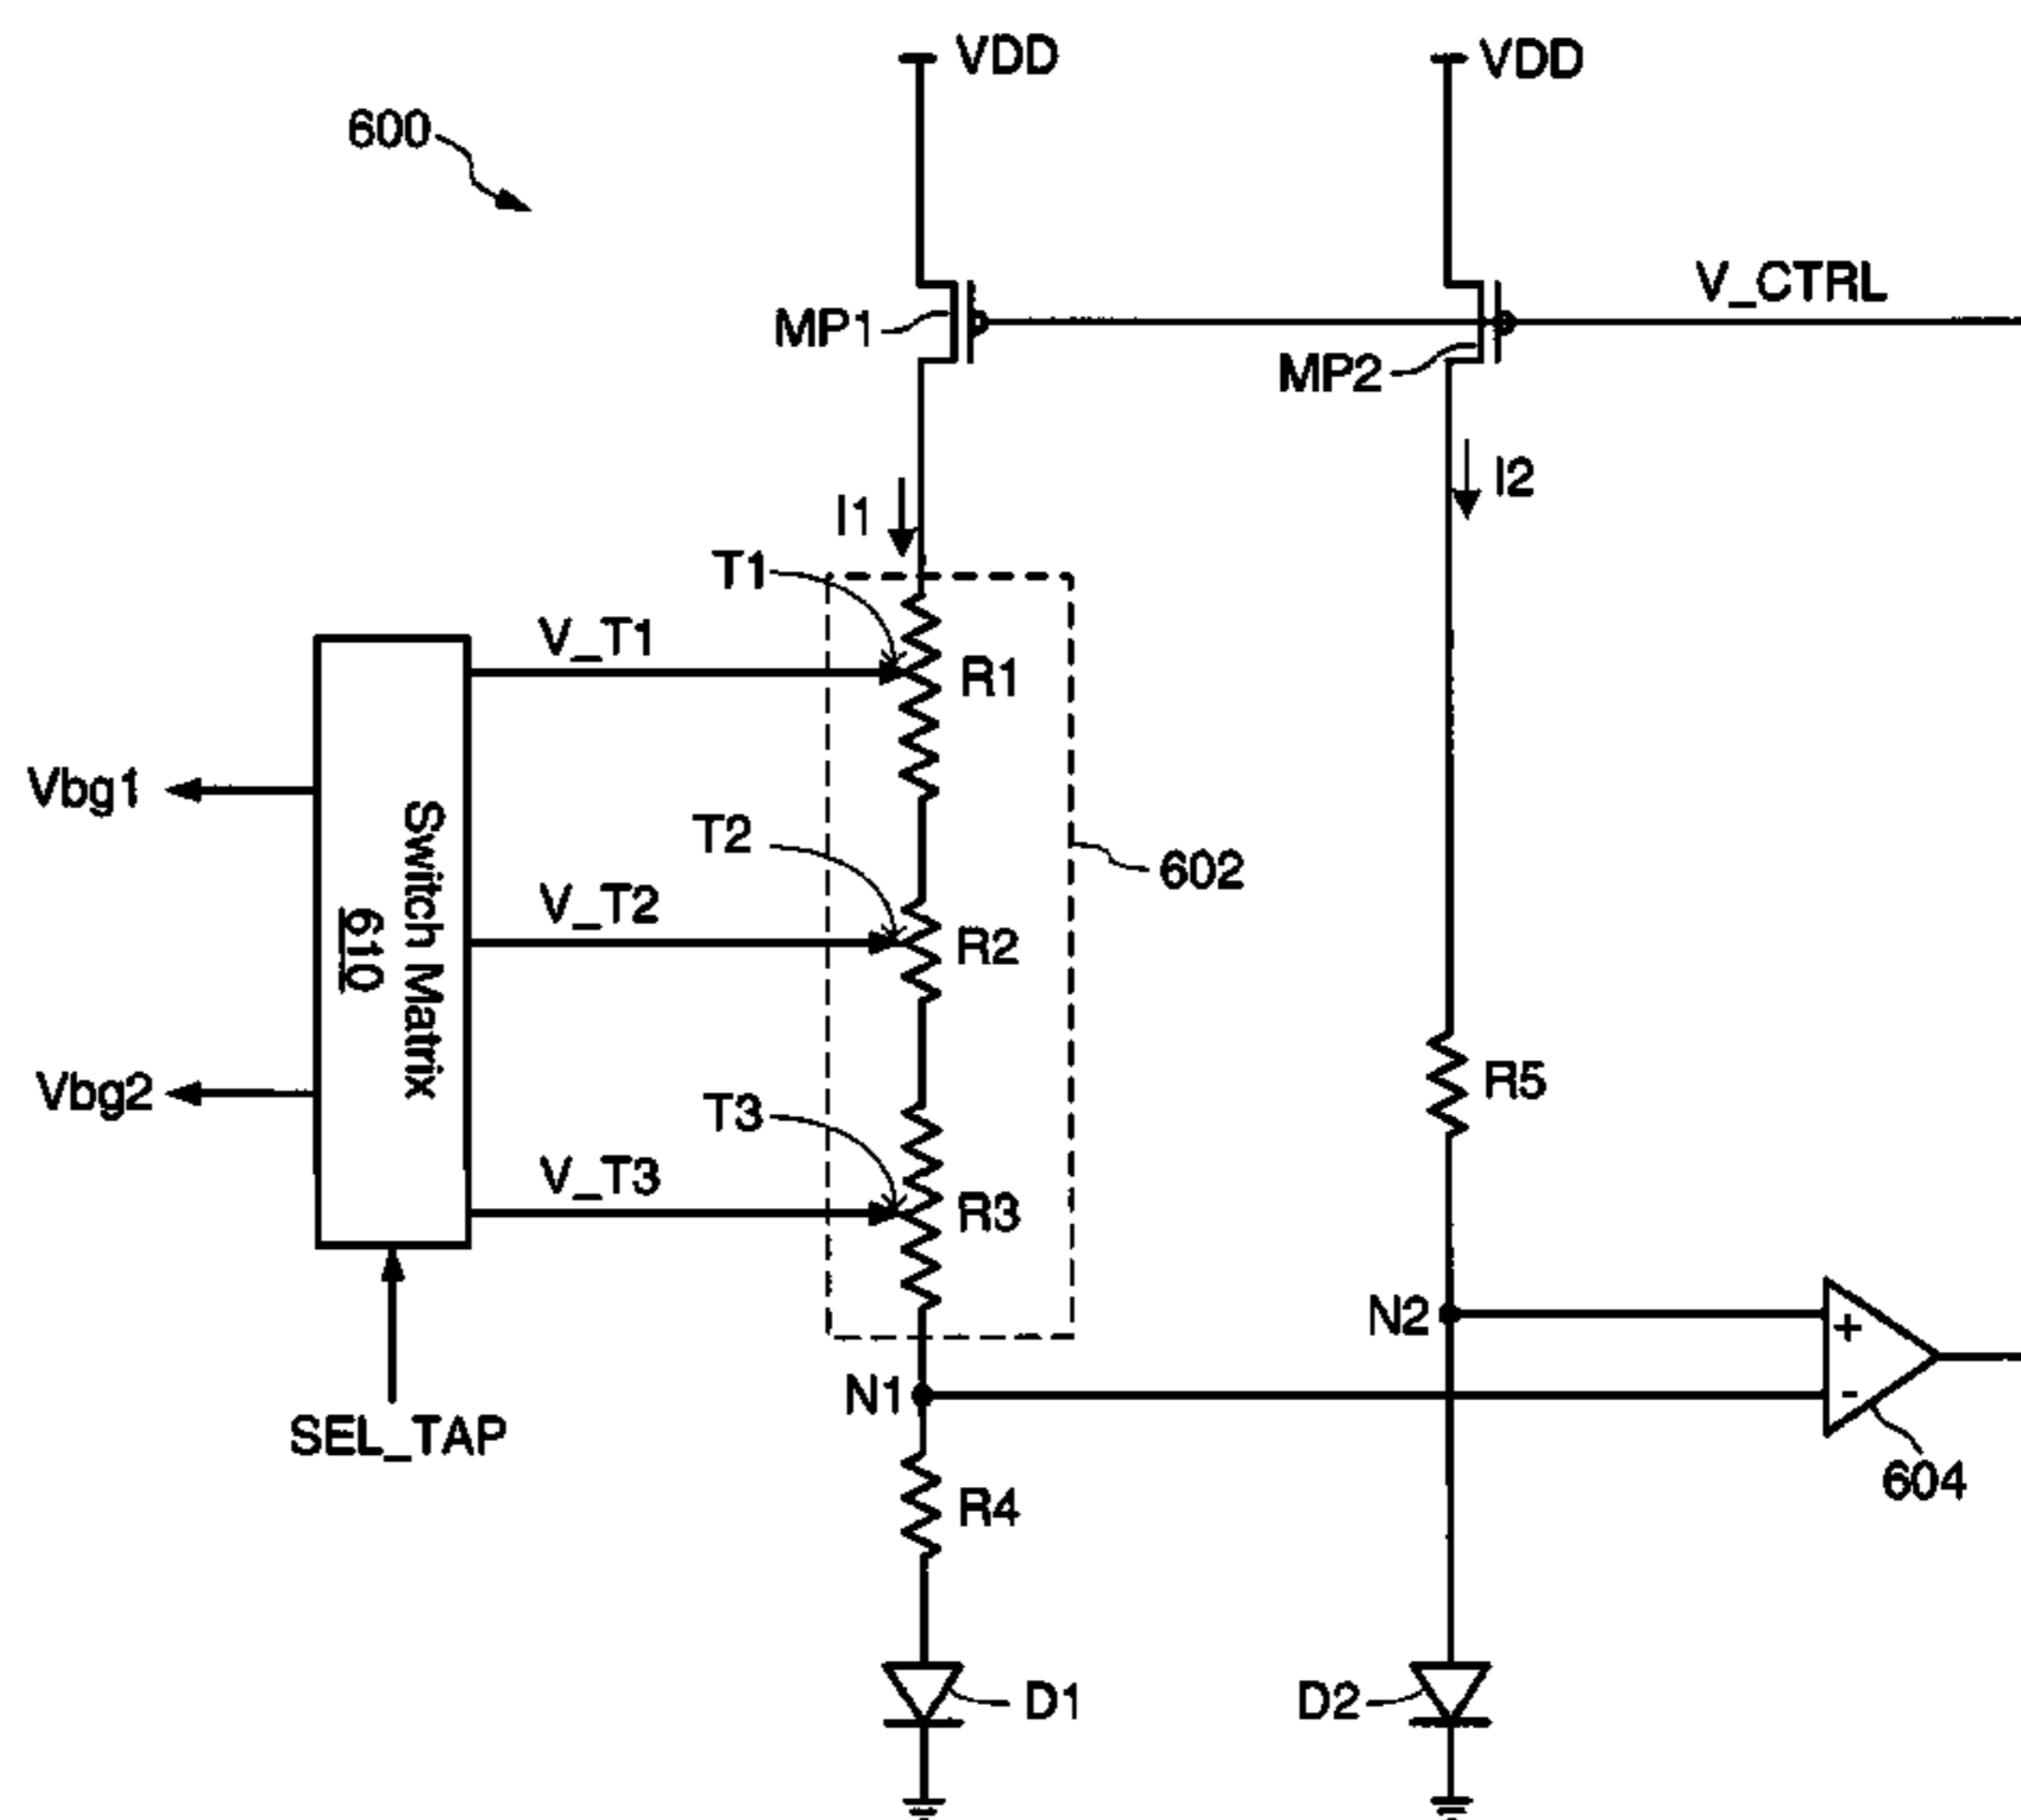 VDD
VDD
600
V_CTRL
MP1
MP2
I1
I2
T1
V_T1
R1
Vbg1
T2
602
V_T2
R2
Switch Matrix
610
R5
Vbg2
T3
V_T3
R3
N2
+
N1
-
SEL_TAP
604
R4
D1
D2